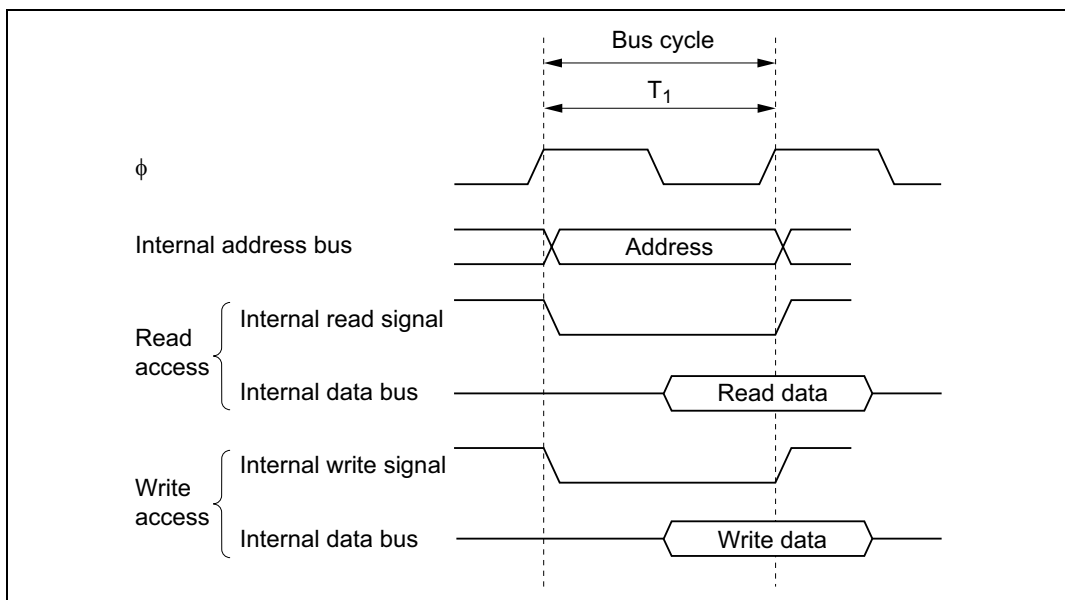 Bus cycle
T1
ϕ
Internal address bus
Address
Read access
Internal read signal
Internal data bus
Read data
Write access
Internal write signal
Internal data bus
Write data